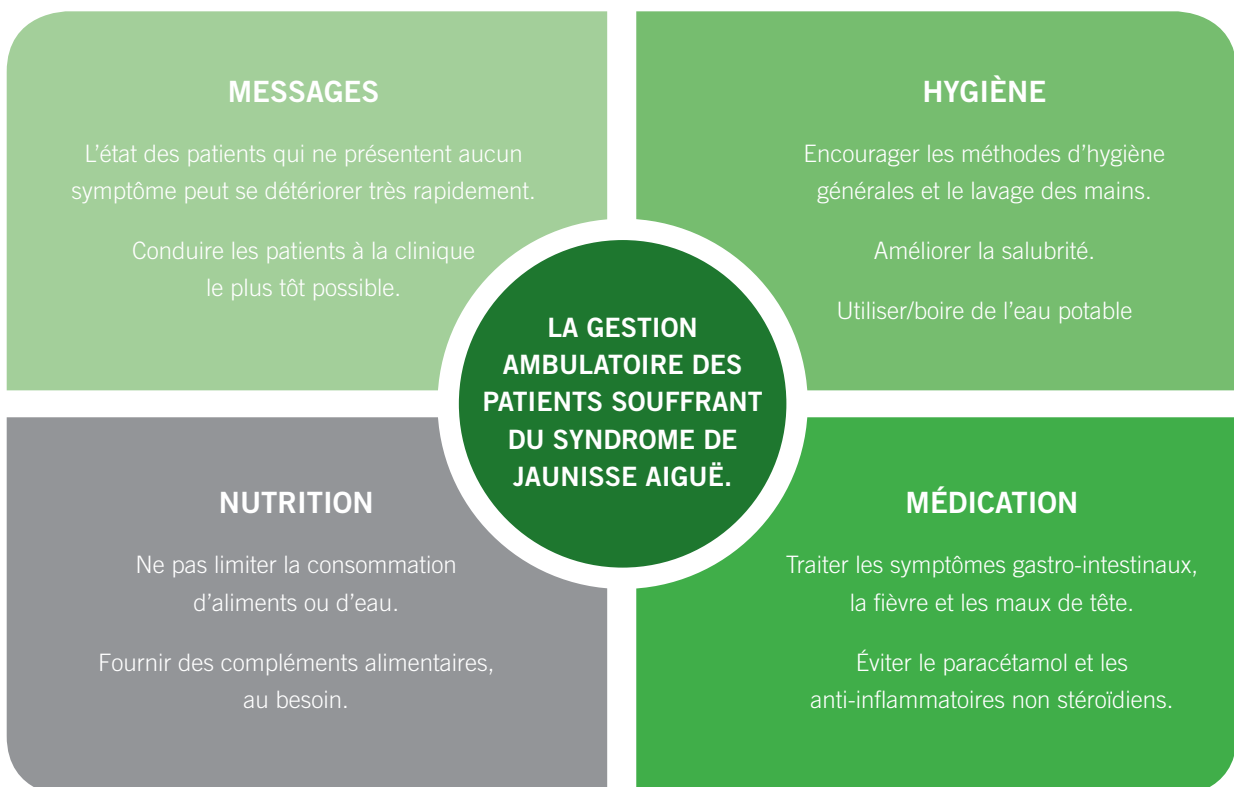 MESSAGES
L'état des patients qui ne présentent aucun
symptôme peut se détériorer très rapidement.
Conduire les patients à la clinique
le plus tôt possible.
HYGIÈNE
Encourager les méthodes d'hygiène
générales et le lavage des mains.
Améliorer la salubrité.
Utiliser/boire de l'eau potable
LA GESTION
AMBULATOIRE DES
PATIENTS SOUFFRANT
DU SYNDROME DE
JAUNISSE AIGUË.
NUTRITION
Ne pas limiter la consommation
d'aliments ou d'eau.
Fournir des compléments alimentaires,
au besoin.
MÉDICATION
Traiter les symptômes gastro-intestinaux,
la fièvre et les maux de tête.
Éviter le paracétamol et les
anti-inflammatoires non stéroïdiens.